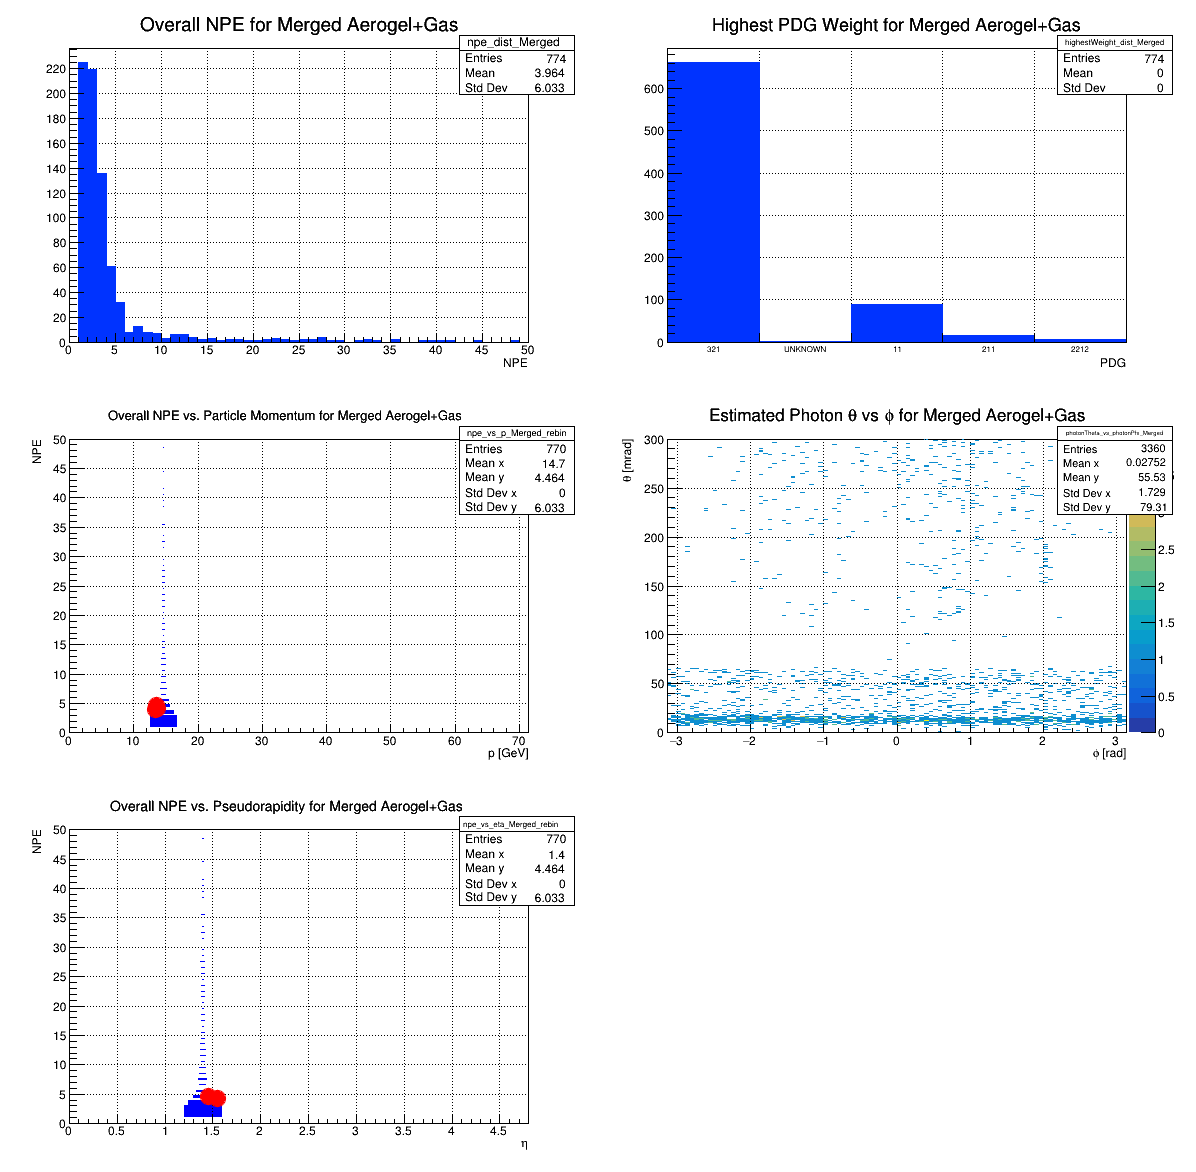 Overall NPE for Merged Aerogel+Gas
npe_dist_Merged
Entries 774
Mean 3.964
Std Dev 6.033
220
200
180
160
140
120
100
80
60
40
20
0
0 5 10 15 20 25 30 35 40 45 50
NPE
Highest PDG Weight for Merged Aerogel+Gas
highestWeight_dist_Merged
Entries 774
Mean 0
Std Dev 0
600
500
400
300
200
100
0
321 UNKNOWN 11 211 2212
PDG
Overall NPE vs. Particle Momentum for Merged Aerogel+Gas
npe_vs_p_Merged_rebin
Entries 770
Mean x 14.7
Mean y 4.464
Std Dev x 0
Std Dev y 6.033
NPE
50
45
40
35
30
25
20
15
10
5
0
0 10 20 30 40 50 60 70
p [GeV]
Estimated Photon θ vs ϕ for Merged Aerogel+Gas
photonTheta_vs_photonPhi_Merged
Entries 3360
Mean x 0.02752
Mean y 55.53
Std Dev x 1.729
Std Dev y 79.31
θ [mrad]
300
250
200
150
100
50
0
−3 −2 −1 0 1 2 3
ϕ [rad]
2.5
2
1.5
1
0.5
0
Overall NPE vs. Pseudorapidity for Merged Aerogel+Gas
npe_vs_eta_Merged_rebin
Entries 770
Mean x 1.4
Mean y 4.464
Std Dev x 0
Std Dev y 6.033
NPE
50
45
40
35
30
25
20
15
10
5
0
0 0.5 1 1.5 2 2.5 3 3.5 4 4.5
η